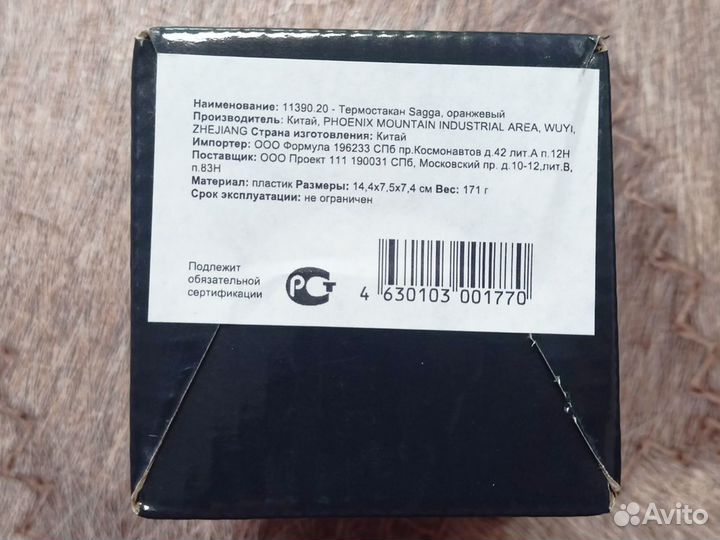 Наименование: 11390.20 - Термостакан Sagga, оранжевый
Производитель: Китай, PHOENIX MOUNTAIN INDUSTRIAL AREA, WUYI,
ZHEJIANG Страна изготовления: Китай
Импортер: ООО Формула 196233 СПб пр.Космонавтов д.42 лит.А п.12Н
Поставщик: ООО Проект 111 190031 СПб, Московский пр. д.10-12,лит.В,
п.83Н
Материал: пластик Размеры: 14,4x7,5x7,4 см Вес: 171 г
Срок эксплуатации: не ограничен
Подлежит
обязательной
сертификации
РСТ
4 630103 001770
Avito